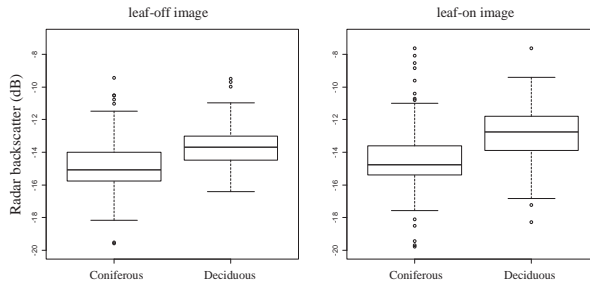 leaf-off image
leaf-on image
Radar backscatter (dB)
-8
-10
-12
-14
-16
-18
-20
-8
-10
-12
-14
-16
-18
-20
Coniferous
Deciduous
Coniferous
Deciduous